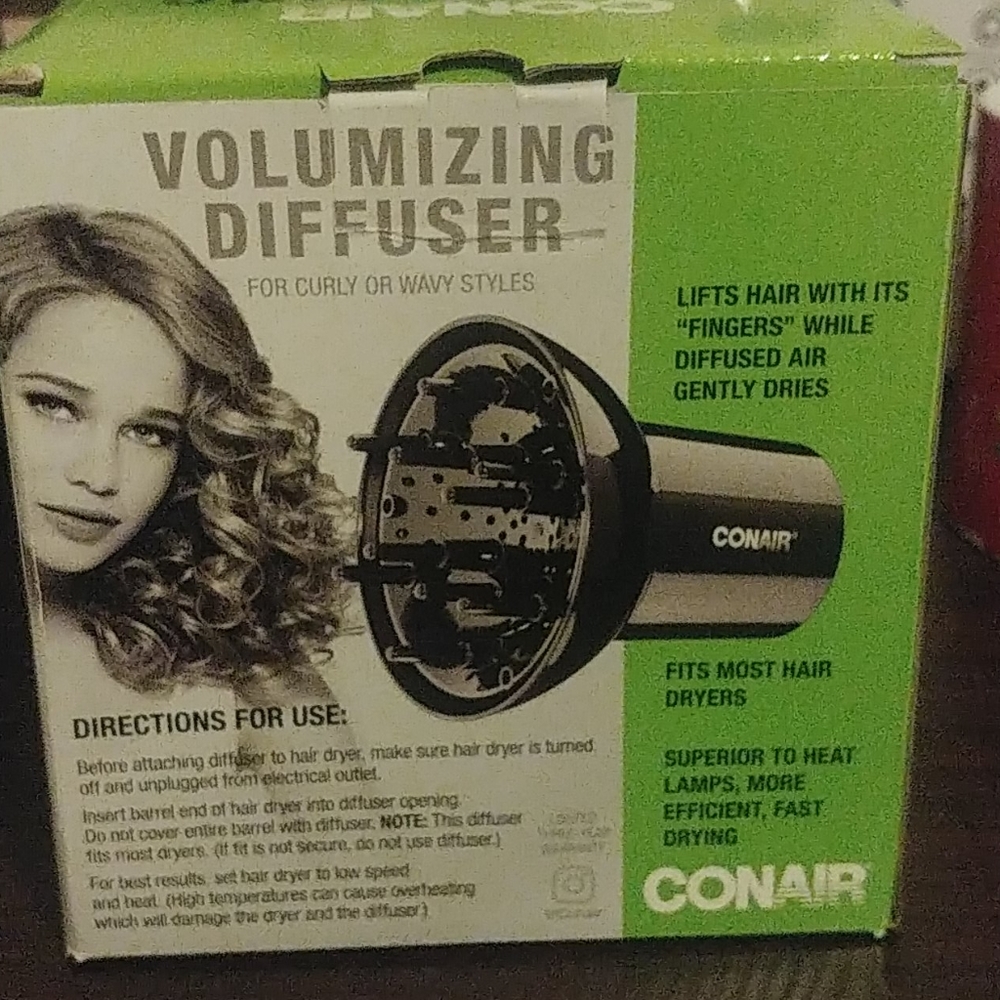 CONAIR
VOLUMIZING
DIFFUSER
FOR CURLY OR WAVY STYLES
LIFTS HAIR WITH ITS
“FINGERS” WHILE
DIFFUSED AIR
GENTLY DRIES
CONAIR®
FITS MOST HAIR
DRYERS
SUPERIOR TO HEAT
LAMPS, MORE
EFFICIENT, FAST
DRYING
CONAIR
DIRECTIONS FOR USE:
Before attaching diffuser to hair dryer, make sure hair dryer is turned
off and unplugged from electrical outlet.
Insert barrel end of hair dryer into diffuser opening.
Do not cover entire barrel with diffuser. NOTE: This diffuser
fits most dryers. (If fit is not secure, do not use diffuser.)
For best results, set hair dryer to low speed
and heat. (High temperatures can cause overheating
which will damage the dryer and the diffuser)